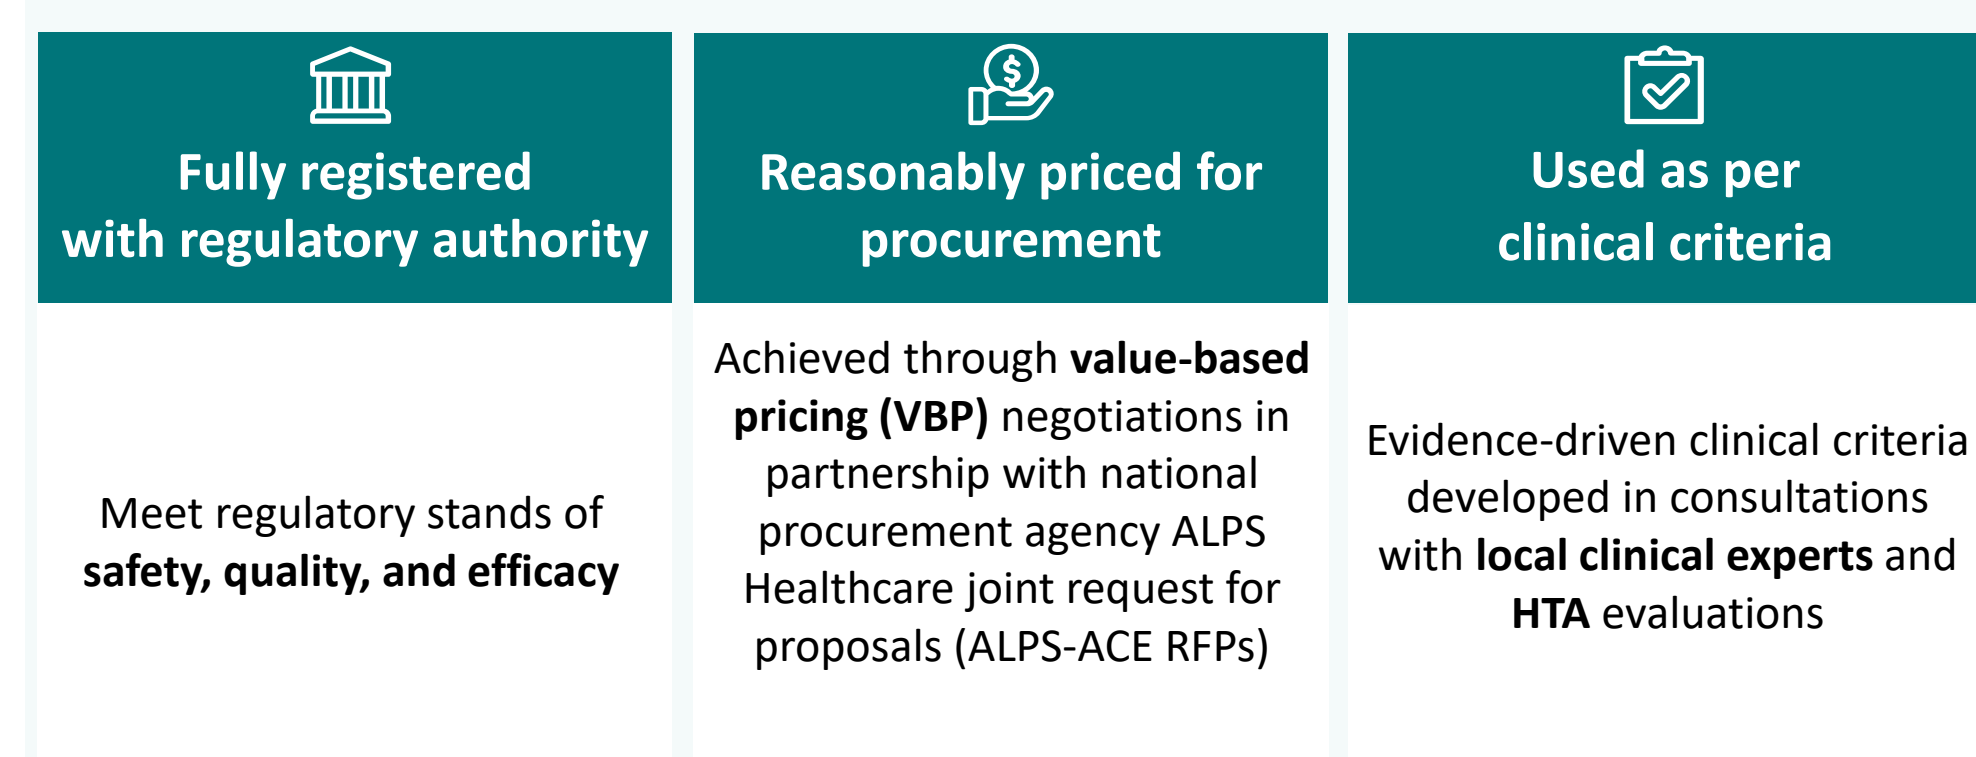 Fully registered
with regulatory authority
Meet regulatory stands of
safety, quality, and efficacy
Reasonably priced for
procurement
Achieved through value-based
pricing (VBP) negotiations in
partnership with national
procurement agency ALPS
Healthcare joint request for
proposals (ALPS-ACE RFPs)
Used as per
clinical criteria
Evidence-driven clinical criteria
developed in consultations
with local clinical experts and
HTA evaluations